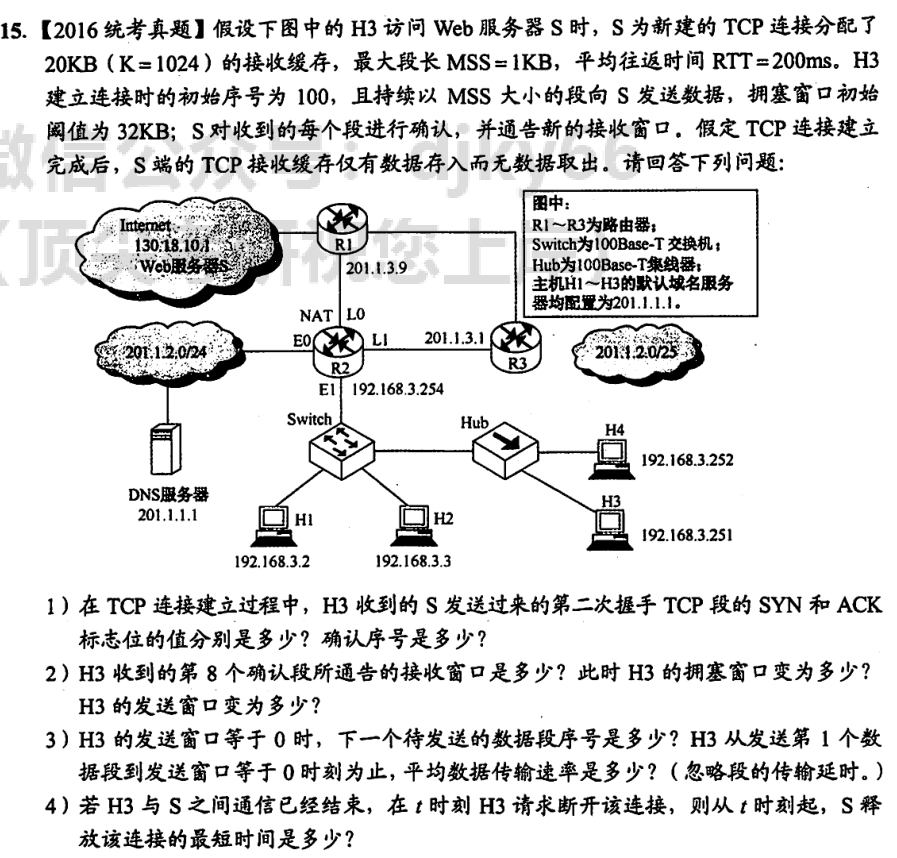 15. 【2016 统考真题】假设下图中的 H3 访问 Web 服务器 S 时，S 为新建的 TCP 连接分配了
20KB（K=1024）的接收缓存，最大段长 MSS=1KB，平均往返时间 RTT=200ms。H3
建立连接时的初始序号为 100，且持续以 MSS 大小的段向 S 发送数据，拥塞窗口初始
阈值为 32KB；S 对收到的每个段进行确认，并通告新的接收窗口。假定 TCP 连接建立
完成后，S 端的 TCP 接收缓存仅有数据存入而无数据取出。请回答下列问题：
Internet
130.18.10.1
Web服务器S
R1
201.1.3.9
图中：
R1～R3为路由器；
Switch为100Base-T 交换机；
Hub为100Base-T集线器；
主机H1～H3的默认域名服务
器均配置为201.1.1.1。
NAT
L0
E0
L1
201.1.3.1
201.1.2.0/24
R2
R3
201.1.2.0/25
E1
192.168.3.254
Switch
Hub
H4
192.168.3.252
DNS服务器
201.1.1.1
H1
H2
H3
192.168.3.251
192.168.3.2
192.168.3.3
1）在 TCP 连接建立过程中，H3 收到的 S 发送过来的第二次握手 TCP 段的 SYN 和 ACK
标志位的值分别是多少？确认序号是多少？
2）H3 收到的第 8 个确认段所通告的接收窗口是多少？此时 H3 的拥塞窗口变为多少？
H3 的发送窗口变为多少？
3）H3 的发送窗口等于 0 时，下一个待发送的数据段序号是多少？H3 从发送第 1 个数
据段到发送窗口等于 0 时刻为止，平均数据传输速率是多少？（忽略段的传输延时。）
4）若 H3 与 S 之间通信已经结束，在 t 时刻 H3 请求断开该连接，则从 t 时刻起，S 释
放该连接的最短时间是多少？